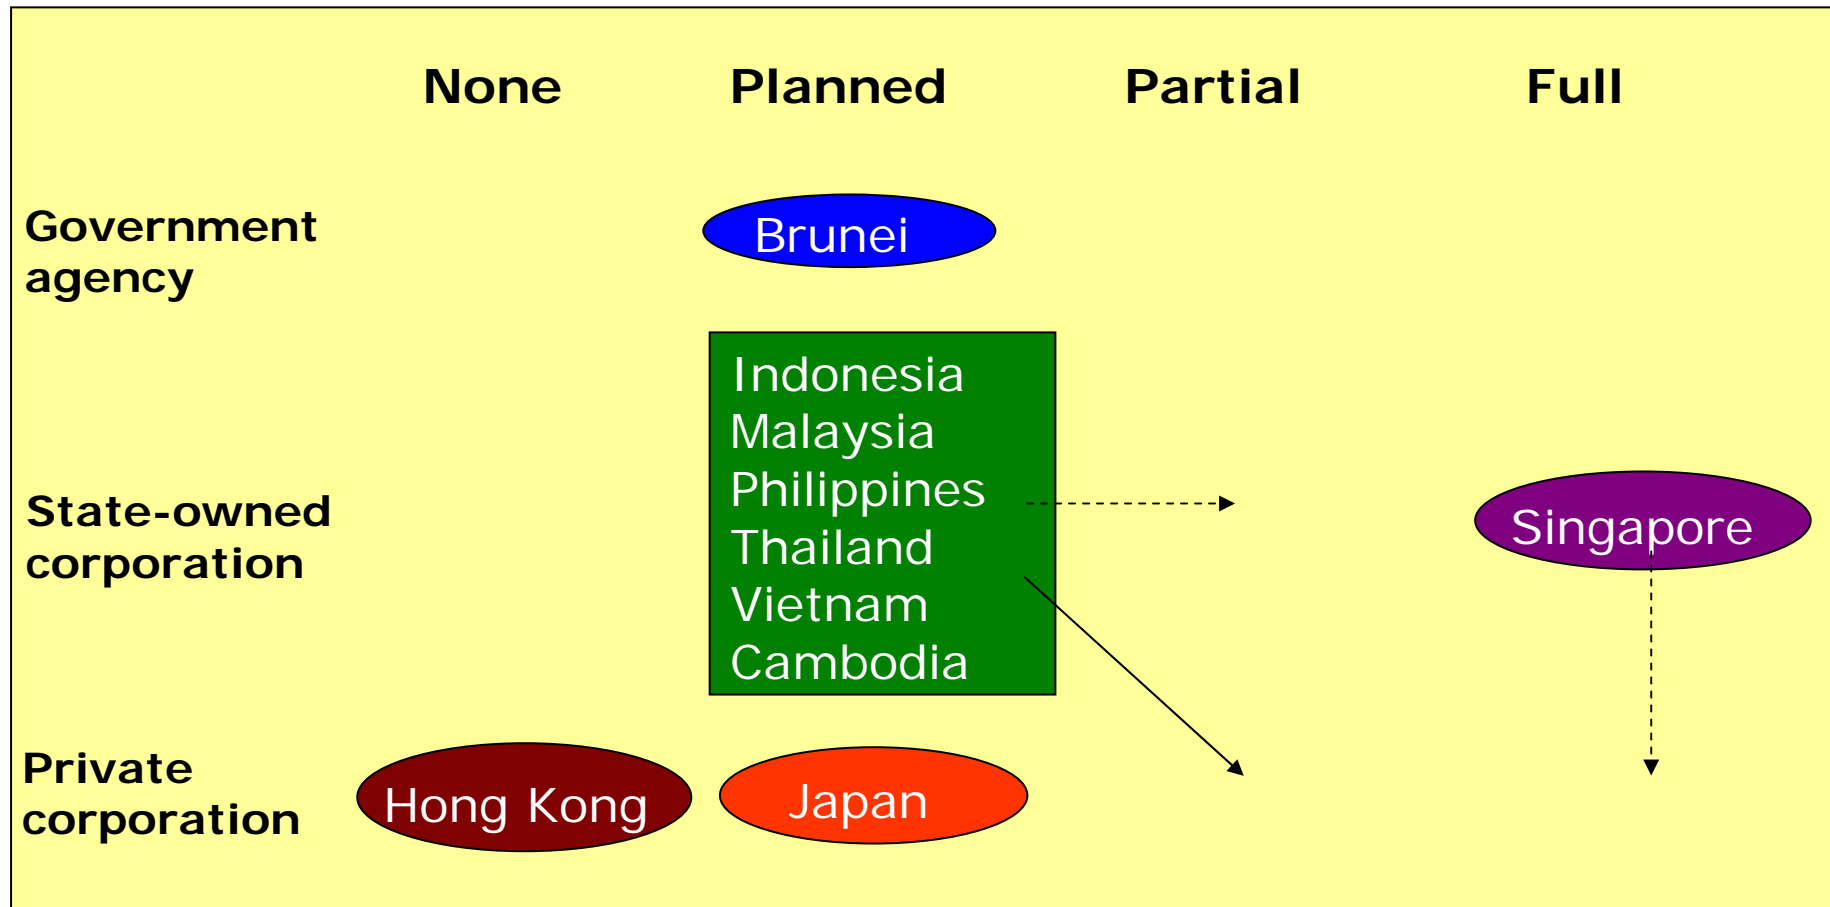 None Planned Partial Full
Government
agency
Brunei
Indonesia
Malaysia
Philippines
Thailand
Vietnam
Cambodia
State-owned
corporation
Singapore
Private
corporation
Hong Kong
Japan